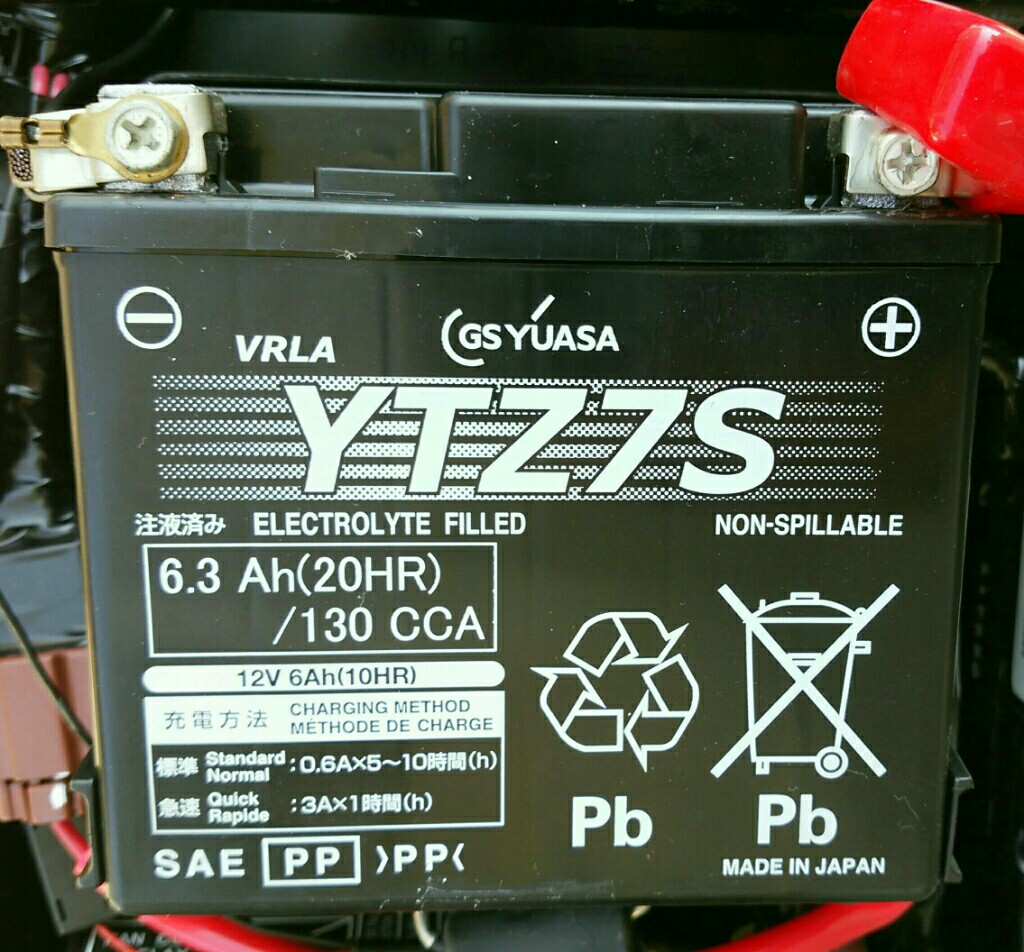 VRLA GS YUASA
YTZ7S
注液済み ELECTROLYTE FILLED NON-SPILLABLE
6.3 Ah(20HR)
/130 CCA
12V 6Ah(10HR)
充電方法 CHARGING METHOD
MÉTHODE DE CHARGE
標準 Standard
Normal :0.6A×5~10時間(h)
急速 Quick
Rapide :3A×1時間(h)
SAE PP >PP<
Pb Pb
MADE IN JAPAN